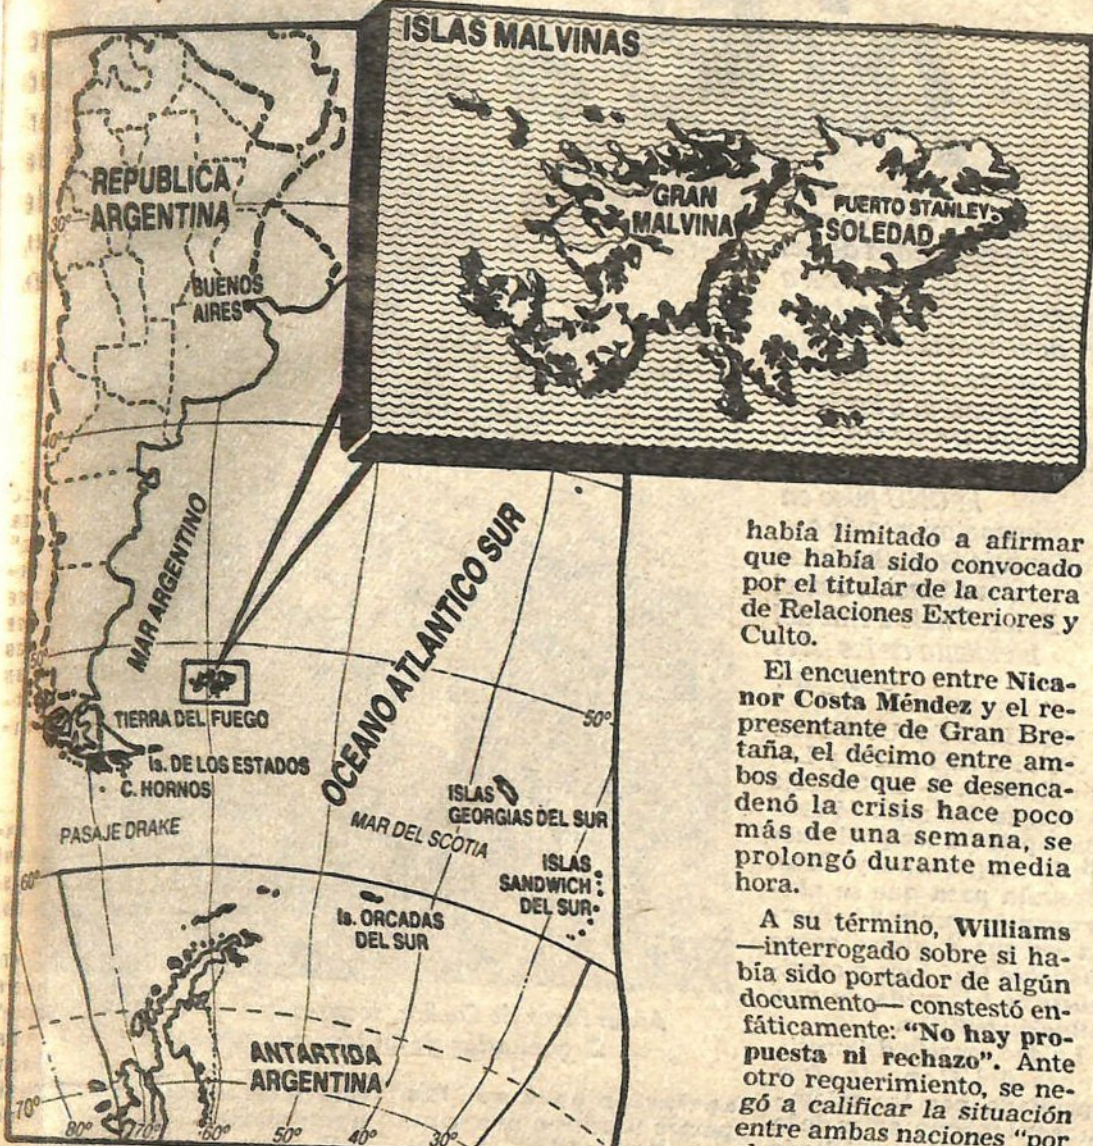 ISLAS MALVINAS
GRAN
MALVINA
PUERTO STANLEY
SOLEDAD
REPUBLICA
ARGENTINA
30°
BUENOS
AIRES
MAR ARGENTINO
OCEANO ATLANTICO SUR
50°
TIERRA DEL FUEGO
50°
Is. DE LOS ESTADOS
C. HORNOS
ISLAS
GEORGIAS DEL SUR
PASAJE DRAKE
MAR DEL SCOTIA
60°
ISLAS
SANDWICH
DEL SUR
Is. ORCADAS
DEL SUR
ANTARTIDA
ARGENTINA
70°
80°
70°
60°
50°
40°
30°
había limitado a afirmar
que había sido convocado
por el titular de la cartera
de Relaciones Exteriores y
Culto.
El encuentro entre Nica-
nor Costa Méndez y el re-
presentante de Gran Bre-
taña, el décimo entre am-
bos desde que se desenca-
denó la crisis hace poco
más de una semana, se
prolongó durante media
hora.
A su término, Williams
—interrogado sobre si ha-
bía sido portador de algún
documento— constestó en-
fáticamente: “No hay pro-
puesta ni rechazo”. Ante
otro requerimiento, se ne-
gó a calificar la situación
entre ambas naciones “por